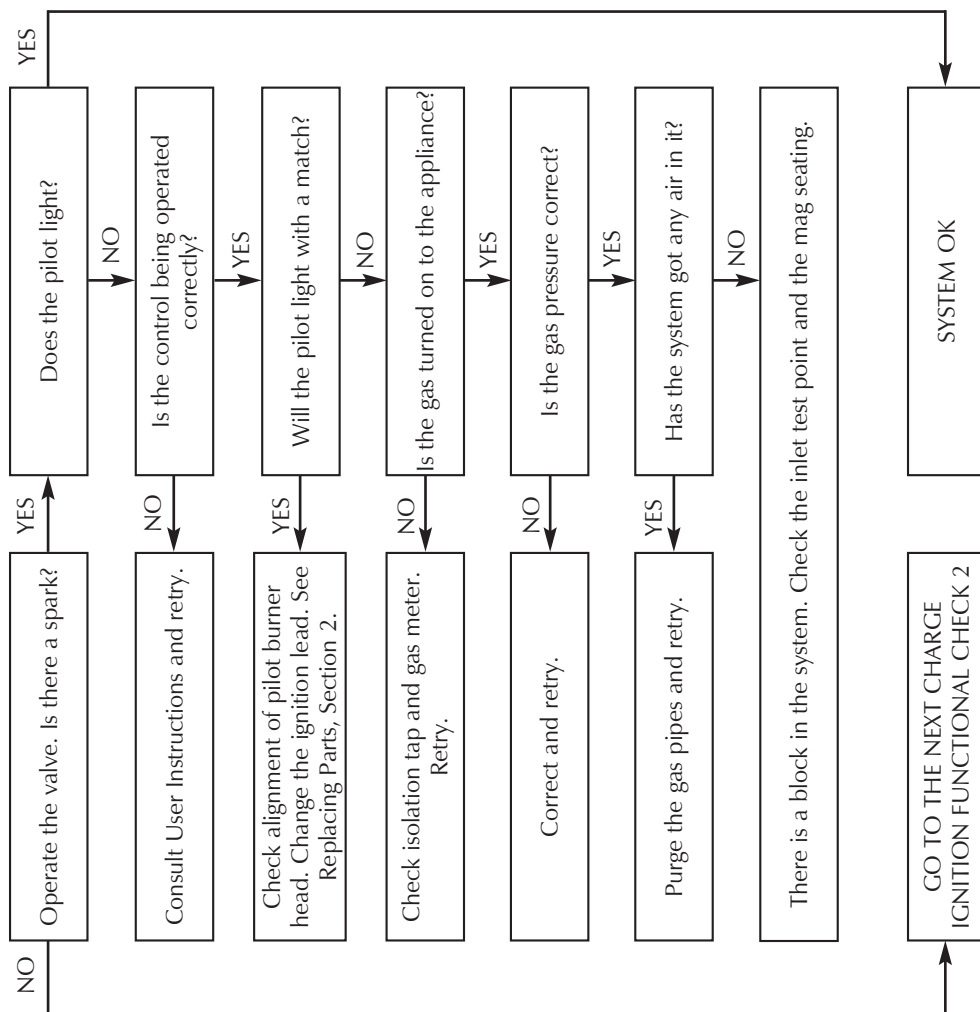 YES
Does the pilot light?
YES
Operate the valve. Is there a spark?
NO
NO
Is the control being operated
correctly?
NO
Consult User Instructions and retry.
YES
Will the pilot light with a match?
YES
Check alignment of pilot burner
head. Change the ignition lead. See
Replacing Parts, Section 2.
NO
Is the gas turned on to the appliance?
NO
Check isolation tap and gas meter.
Retry.
YES
Is the gas pressure correct?
NO
Correct and retry.
YES
Has the system got any air in it?
YES
Purge the gas pipes and retry.
NO
There is a block in the system. Check the inlet test point and the mag seating.
SYSTEM OK
GO TO THE NEXT CHARGE
IGNITION FUNCTIONAL CHECK 2